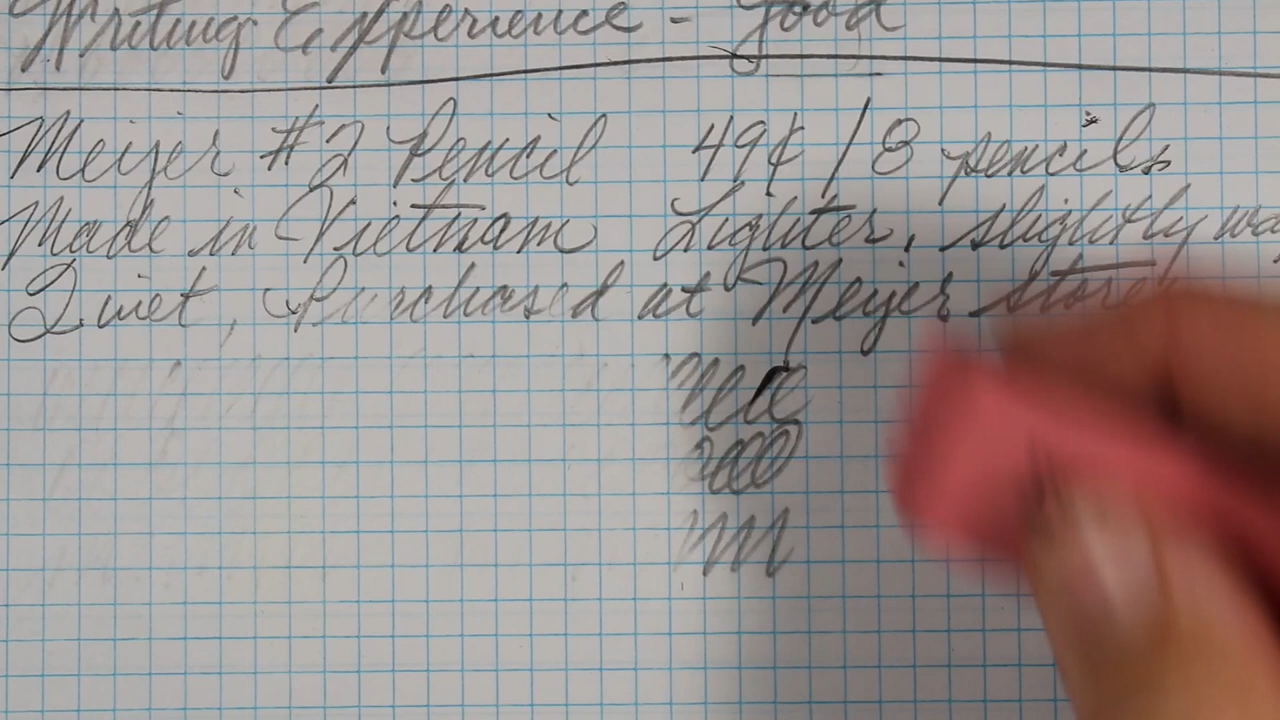 Writing Experience - Good
Meijer #2 Pencil 49¢ / 8 pencils
Made in Vietnam Lighter, slightly
Quiet, Purchased at Meijer Store